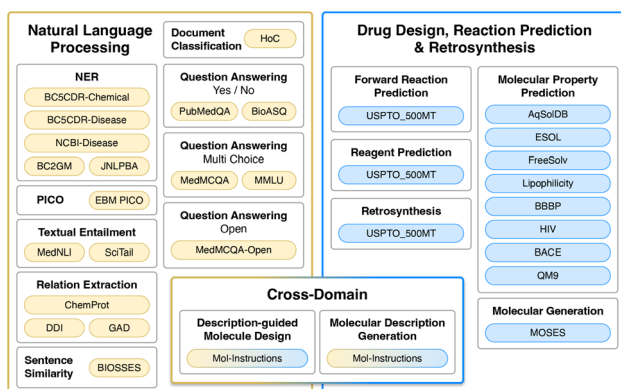 Natural Language
Processing
NER
BC5CDR-Chemical
BC5CDR-Disease
NCBI-Disease
BC2GM
JNLPBA
PICO
EBM PICO
Textual Entailment
MedNLI
SciTail
Relation Extraction
ChemProt
DDI
GAD
Sentence
Similarity
BIOSSES
Document
Classification
HoC
Question Answering
Yes / No
PubMedQA
BioASQ
Question Answering
Multi Choice
MedMCQA
MMLU
Question Answering
Open
MedMCQA-Open
Cross-Domain
Description-guided
Molecule Design
Mol-Instructions
Molecular Description
Generation
Mol-Instructions
Drug Design, Reaction Prediction
& Retrosynthesis
Forward Reaction
Prediction
USPTO_500MT
Reagent Prediction
USPTO_500MT
Retrosynthesis
USPTO_500MT
Molecular Property
Prediction
AqSolDB
ESOL
FreeSolv
Lipophilicity
BBBP
HIV
BACE
QM9
Molecular Generation
MOSES